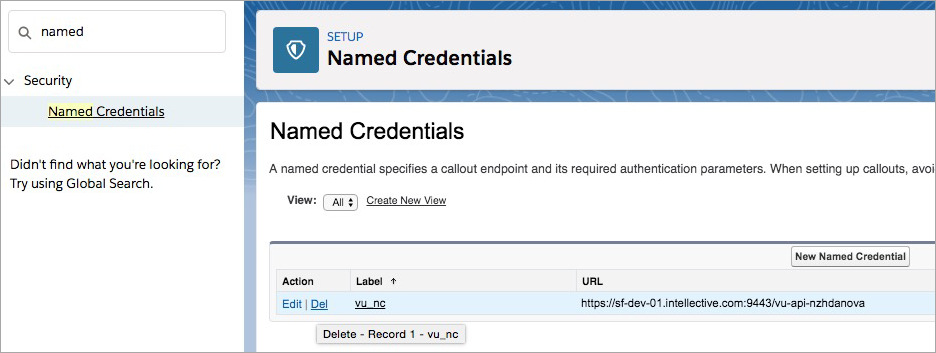 named
Security
Named Credentials
Didn't find what you're looking for?
Try using Global Search.
SETUP
Named Credentials
Named Credentials
A named credential specifies a callout endpoint and its required authentication parameters. When setting up callouts, avoi
View: All Create New View
New Named Credential
Action Label ↑ URL
Edit | Del vu_nc https://sf-dev-01.intellective.com:9443/vu-api-nzhdanova
Delete - Record 1 - vu_nc